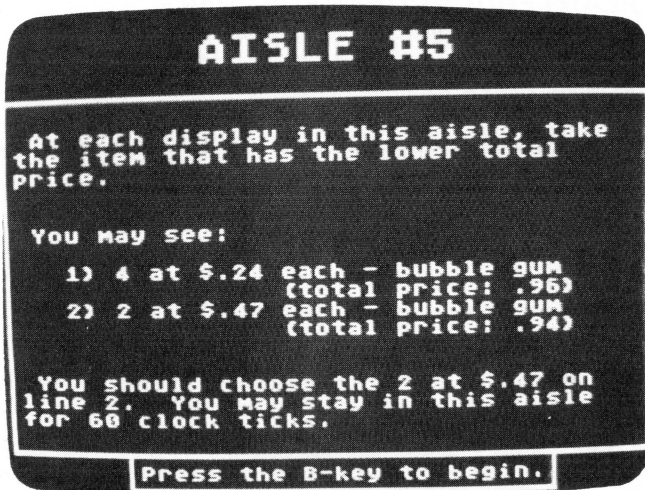 AISLE #5
At each display in this aisle, take
the item that has the lower total
price.
You may see:
1) 4 at $.24 each - bubble gum
(total price: .96)
2) 2 at $.47 each - bubble gum
(total price: .94)
You should choose the 2 at $.47 on
line 2. You may stay in this aisle
for 60 clock ticks.
Press the B-key to begin.